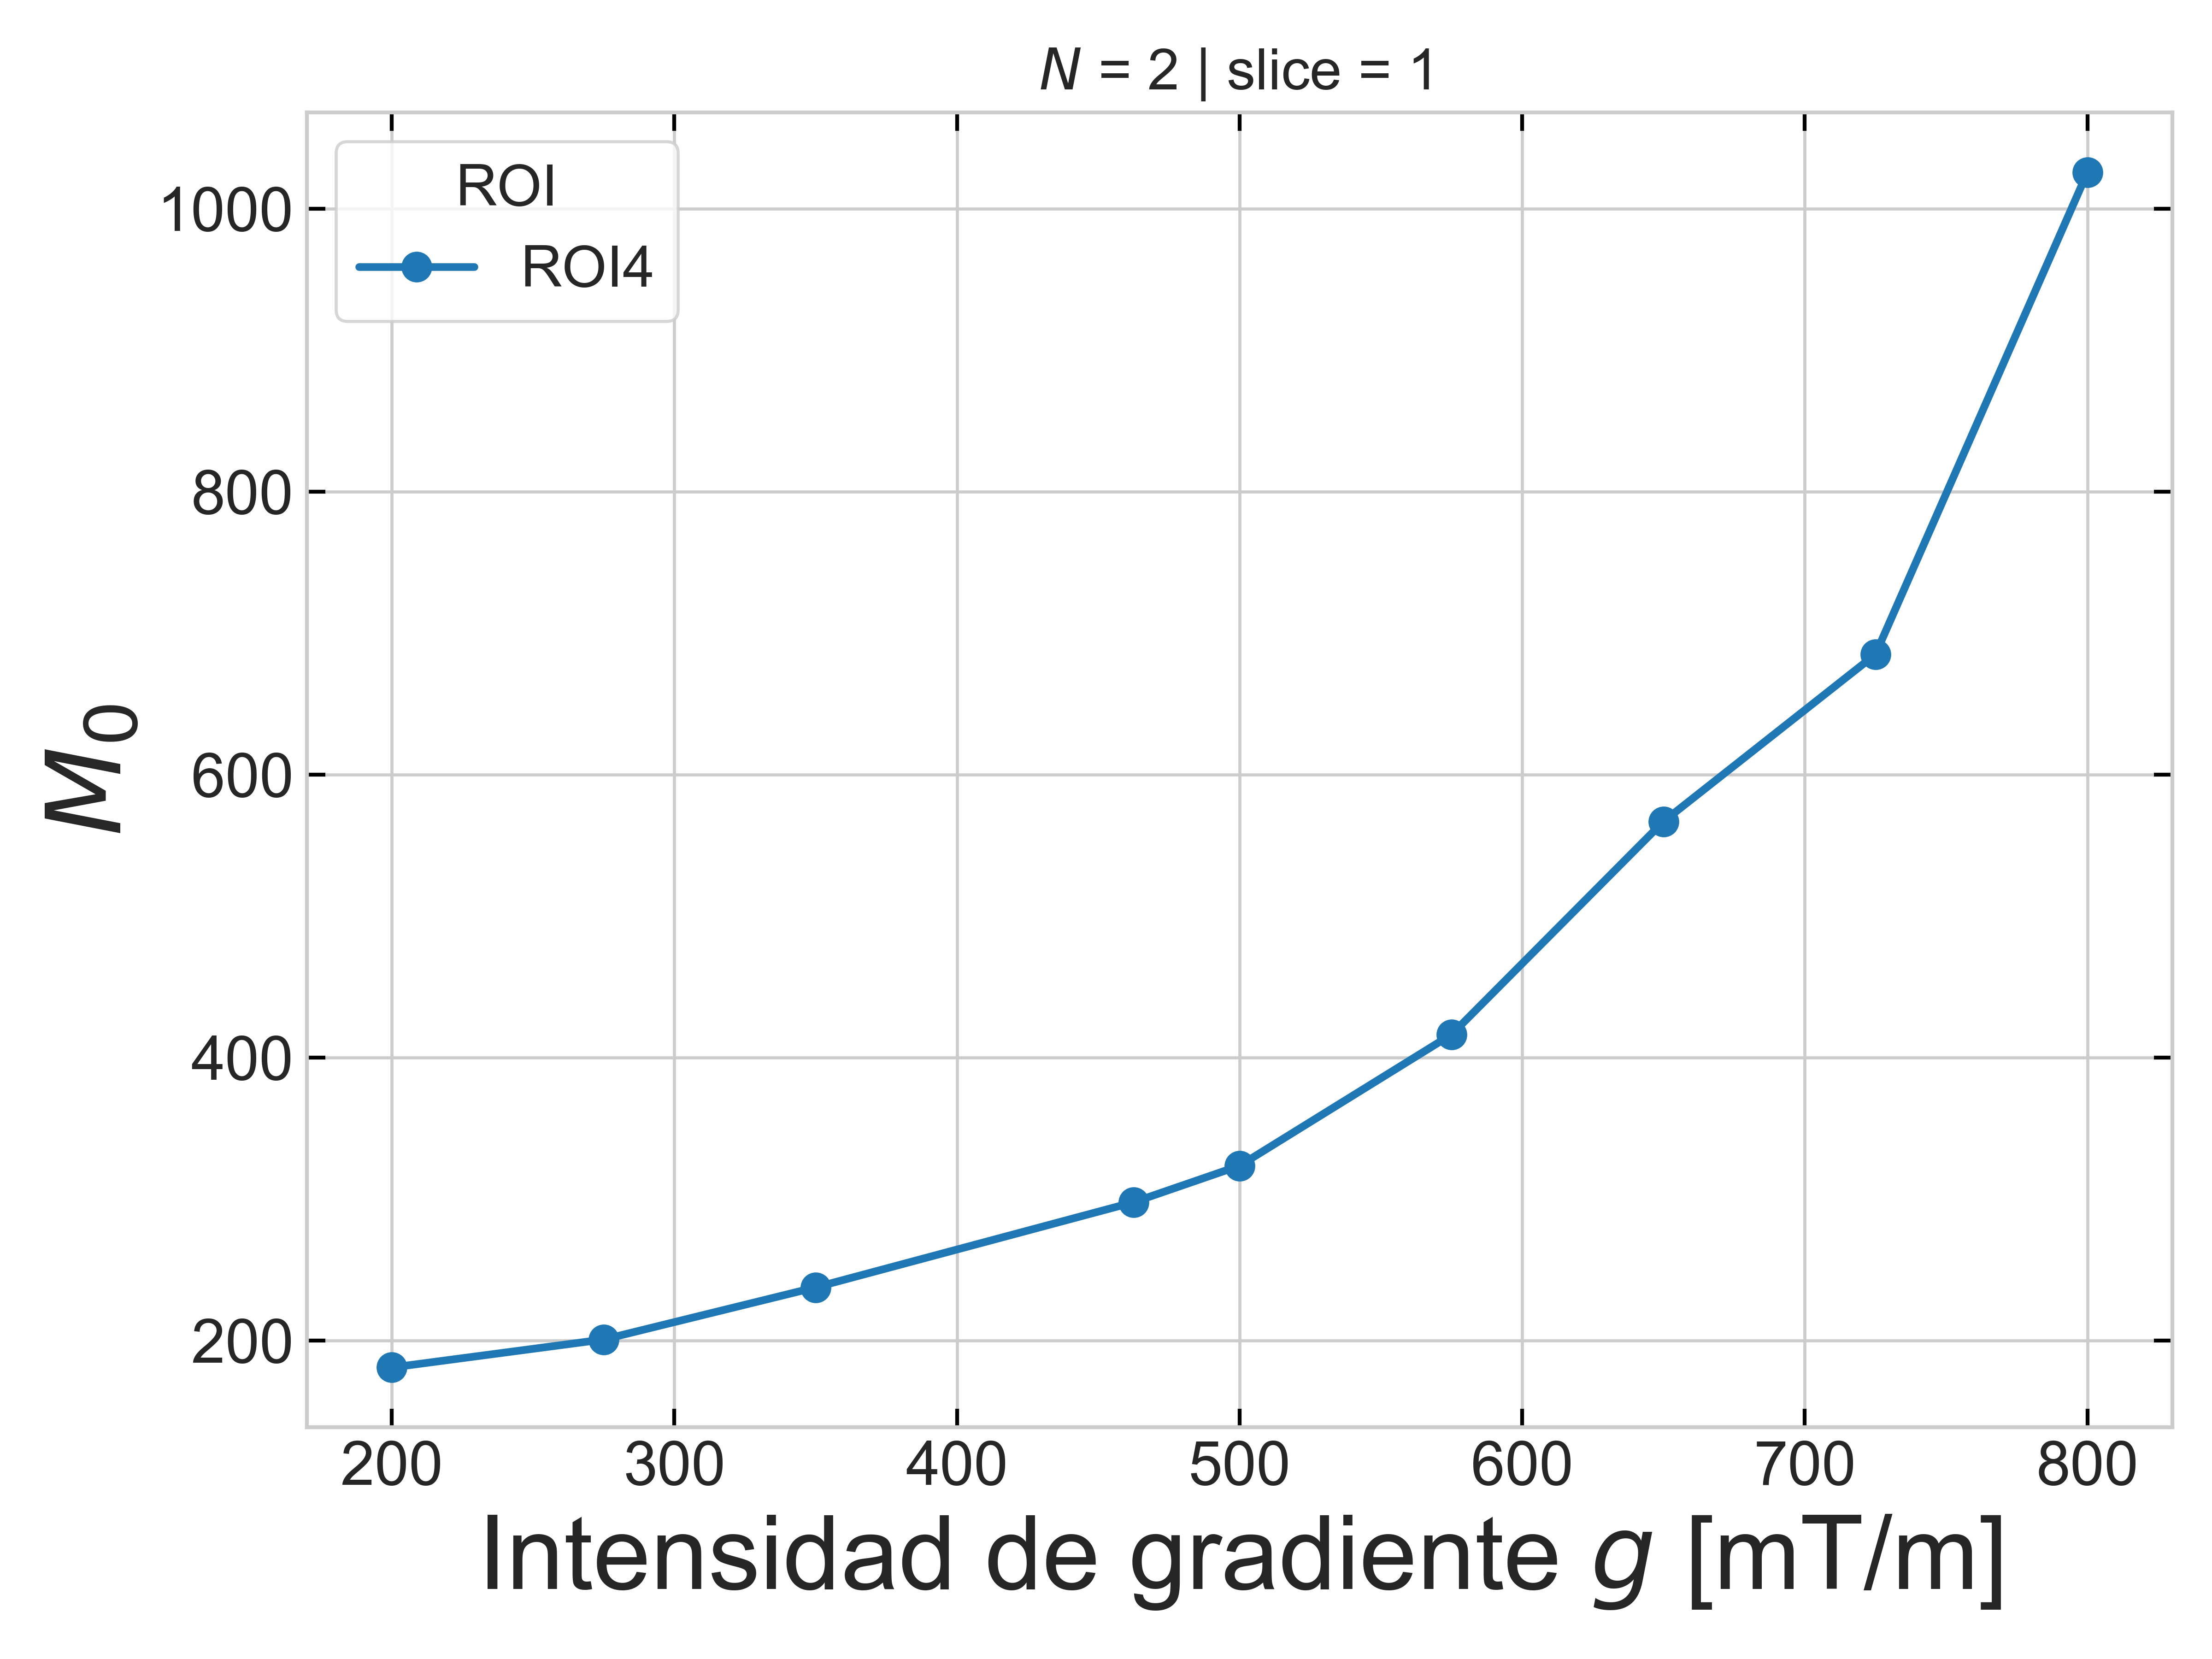 N = 2 | slice = 1
ROI
ROI4
M0
1000
800
600
400
200
200 300 400 500 600 700 800
Intensidad de gradiente g [mT/m]